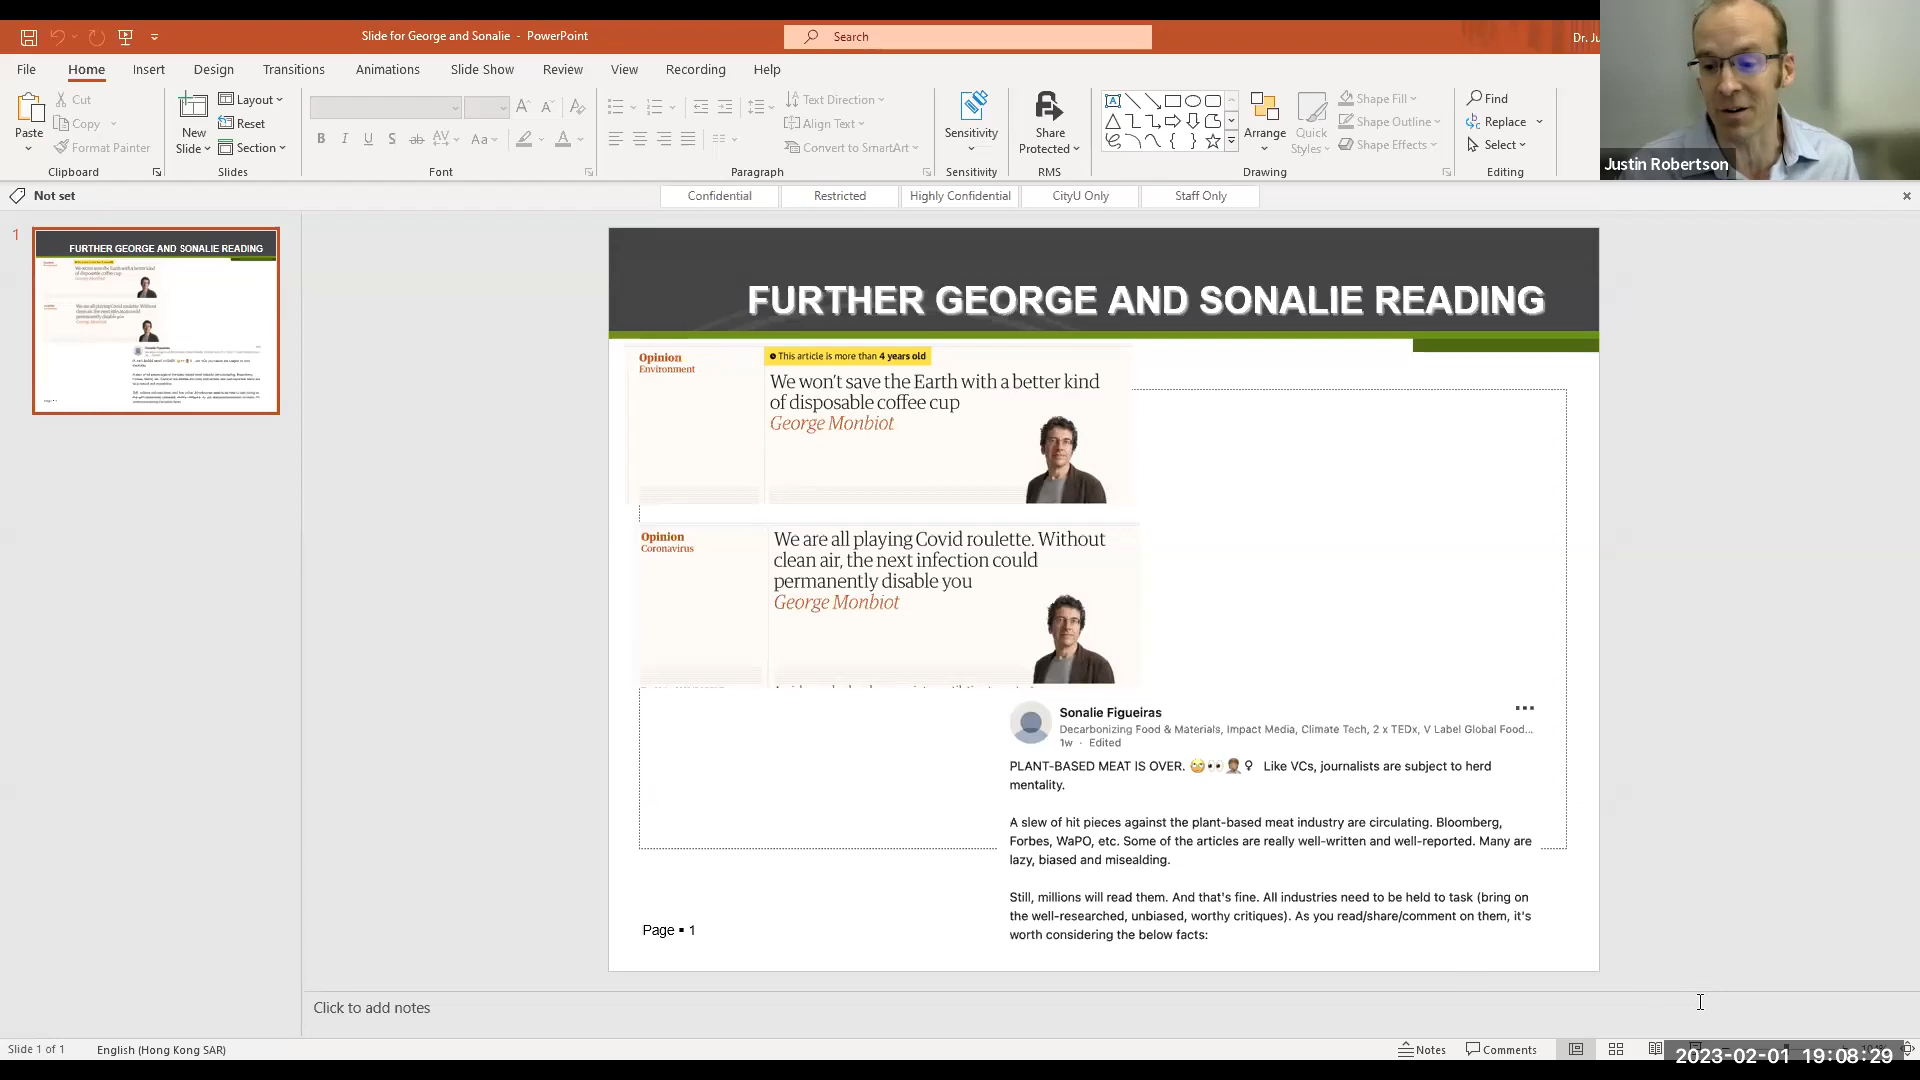 Slide for George and Sonalie - PowerPoint
Search
Dr. Ju
File Home Insert Design Transitions Animations Slide Show Review View Recording Help
Paste
Cut
Copy
Format Painter
Clipboard
New Slide
Layout
Reset
Section
Slides
Font
Text Direction
Align Text
Convert to SmartArt
Paragraph
Sensitivity
Sensitivity
Share Protected
RMS
Arrange
Quick Styles
Shape Fill
Shape Outline
Shape Effects
Drawing
Find
Replace
Select
Editing
Justin Robertson
Not set
Confidential Restricted Highly Confidential CityU Only Staff Only
1
FURTHER GEORGE AND SONALIE READING
FURTHER GEORGE AND SONALIE READING
Opinion
Environment
This article is more than 4 years old
We won't save the Earth with a better kind
of disposable coffee cup
George Monbiot
Opinion
Coronavirus
We are all playing Covid roulette. Without
clean air, the next infection could
permanently disable you
George Monbiot
Sonalie Figueiras
Decarbonizing Food & Materials, Impact Media, Climate Tech, 2 x TEDx, V Label Global Food...
1w · Edited
PLANT-BASED MEAT IS OVER. Like VCs, journalists are subject to herd
mentality.
A slew of hit pieces against the plant-based meat industry are circulating. Bloomberg,
Forbes, WaPO, etc. Some of the articles are really well-written and well-reported. Many are
lazy, biased and misealding.
Still, millions will read them. And that's fine. All industries need to be held to task (bring on
the well-researched, unbiased, worthy critiques). As you read/share/comment on them, it's
worth considering the below facts:
Page ▪ 1
Click to add notes
Slide 1 of 1 English (Hong Kong SAR)
Notes Comments
2023-02-01 19:08:29